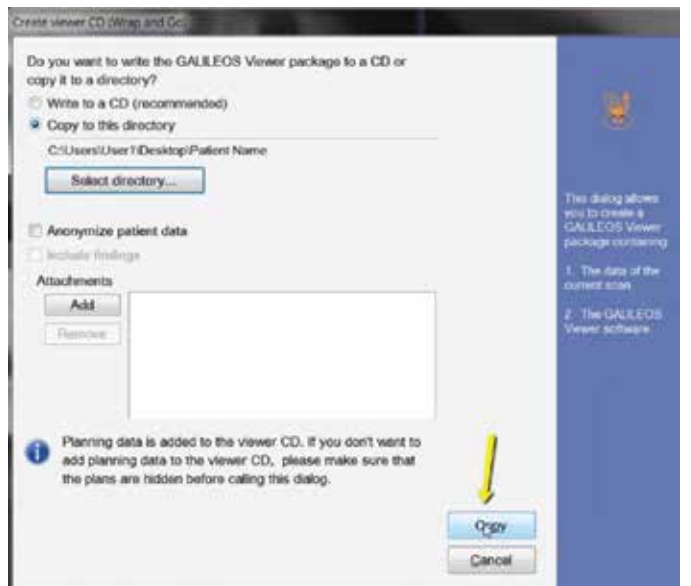 Create viewer CD (Wrap and Go)
Do you want to write the GALILEOS Viewer package to a CD or
copy it to a directory?
Write to a CD (recommended)
Copy to this directory
C:\Users\User1\Desktop\Patient Name
Select directory...
Anonymize patient data
Include findings
Attachments
Add
Remove
Planning data is added to the viewer CD. If you don't want to
add planning data to the viewer CD, please make sure that
the plans are hidden before calling this dialog.
Copy
Cancel
This dialog allows
you to create a
GALILEOS Viewer
package containing:
1. The data of the
current scan
2. The GALILEOS
Viewer software